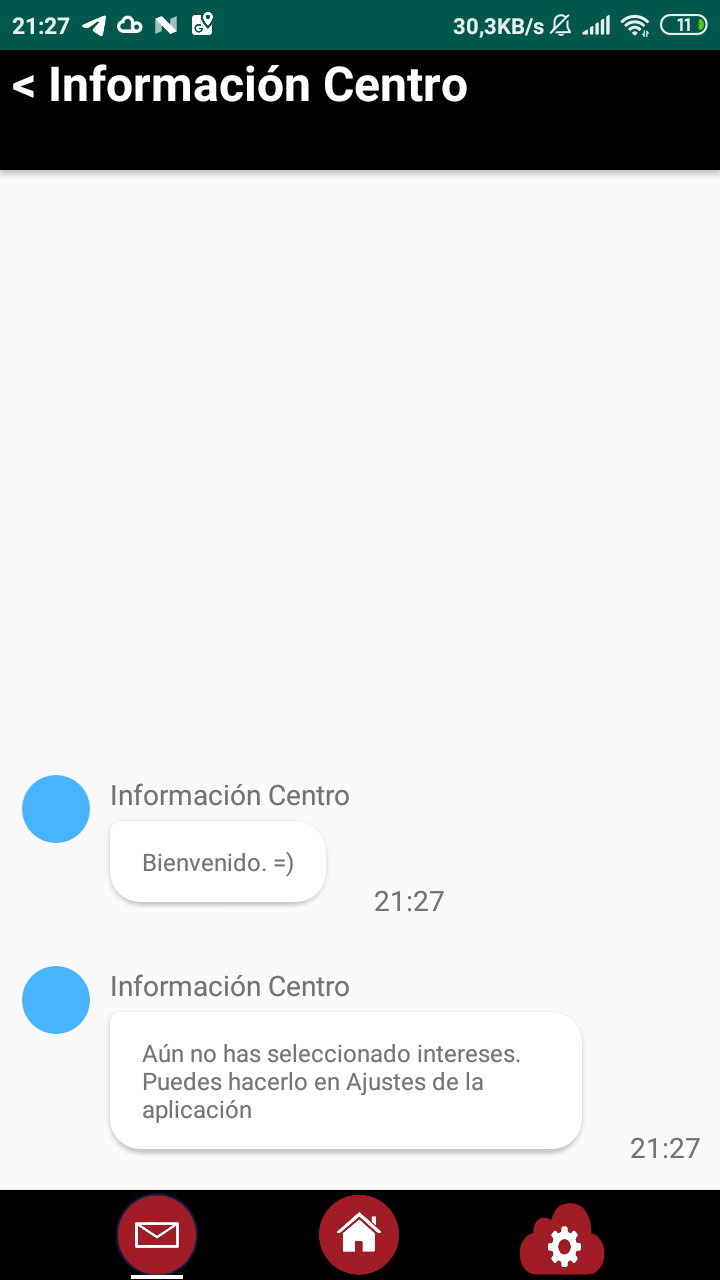 21:27 30,3KB/s 11
< Información Centro
Información Centro
Bienvenido. =)
21:27
Información Centro
Aún no has seleccionado intereses.
Puedes hacerlo en Ajustes de la
aplicación
21:27